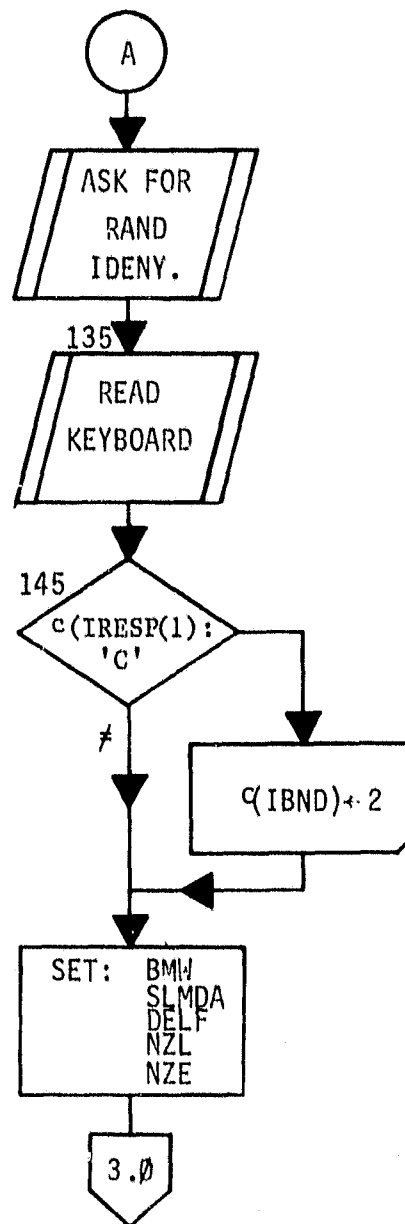 A
ASK FOR
RAND
IDENY.
135
READ
KEYBOARD
145
c(IRESP(1):
'C'
≠
c(IBND)← 2
SET: BMW
SLMDA
DELF
NZL
NZE
3.Ø